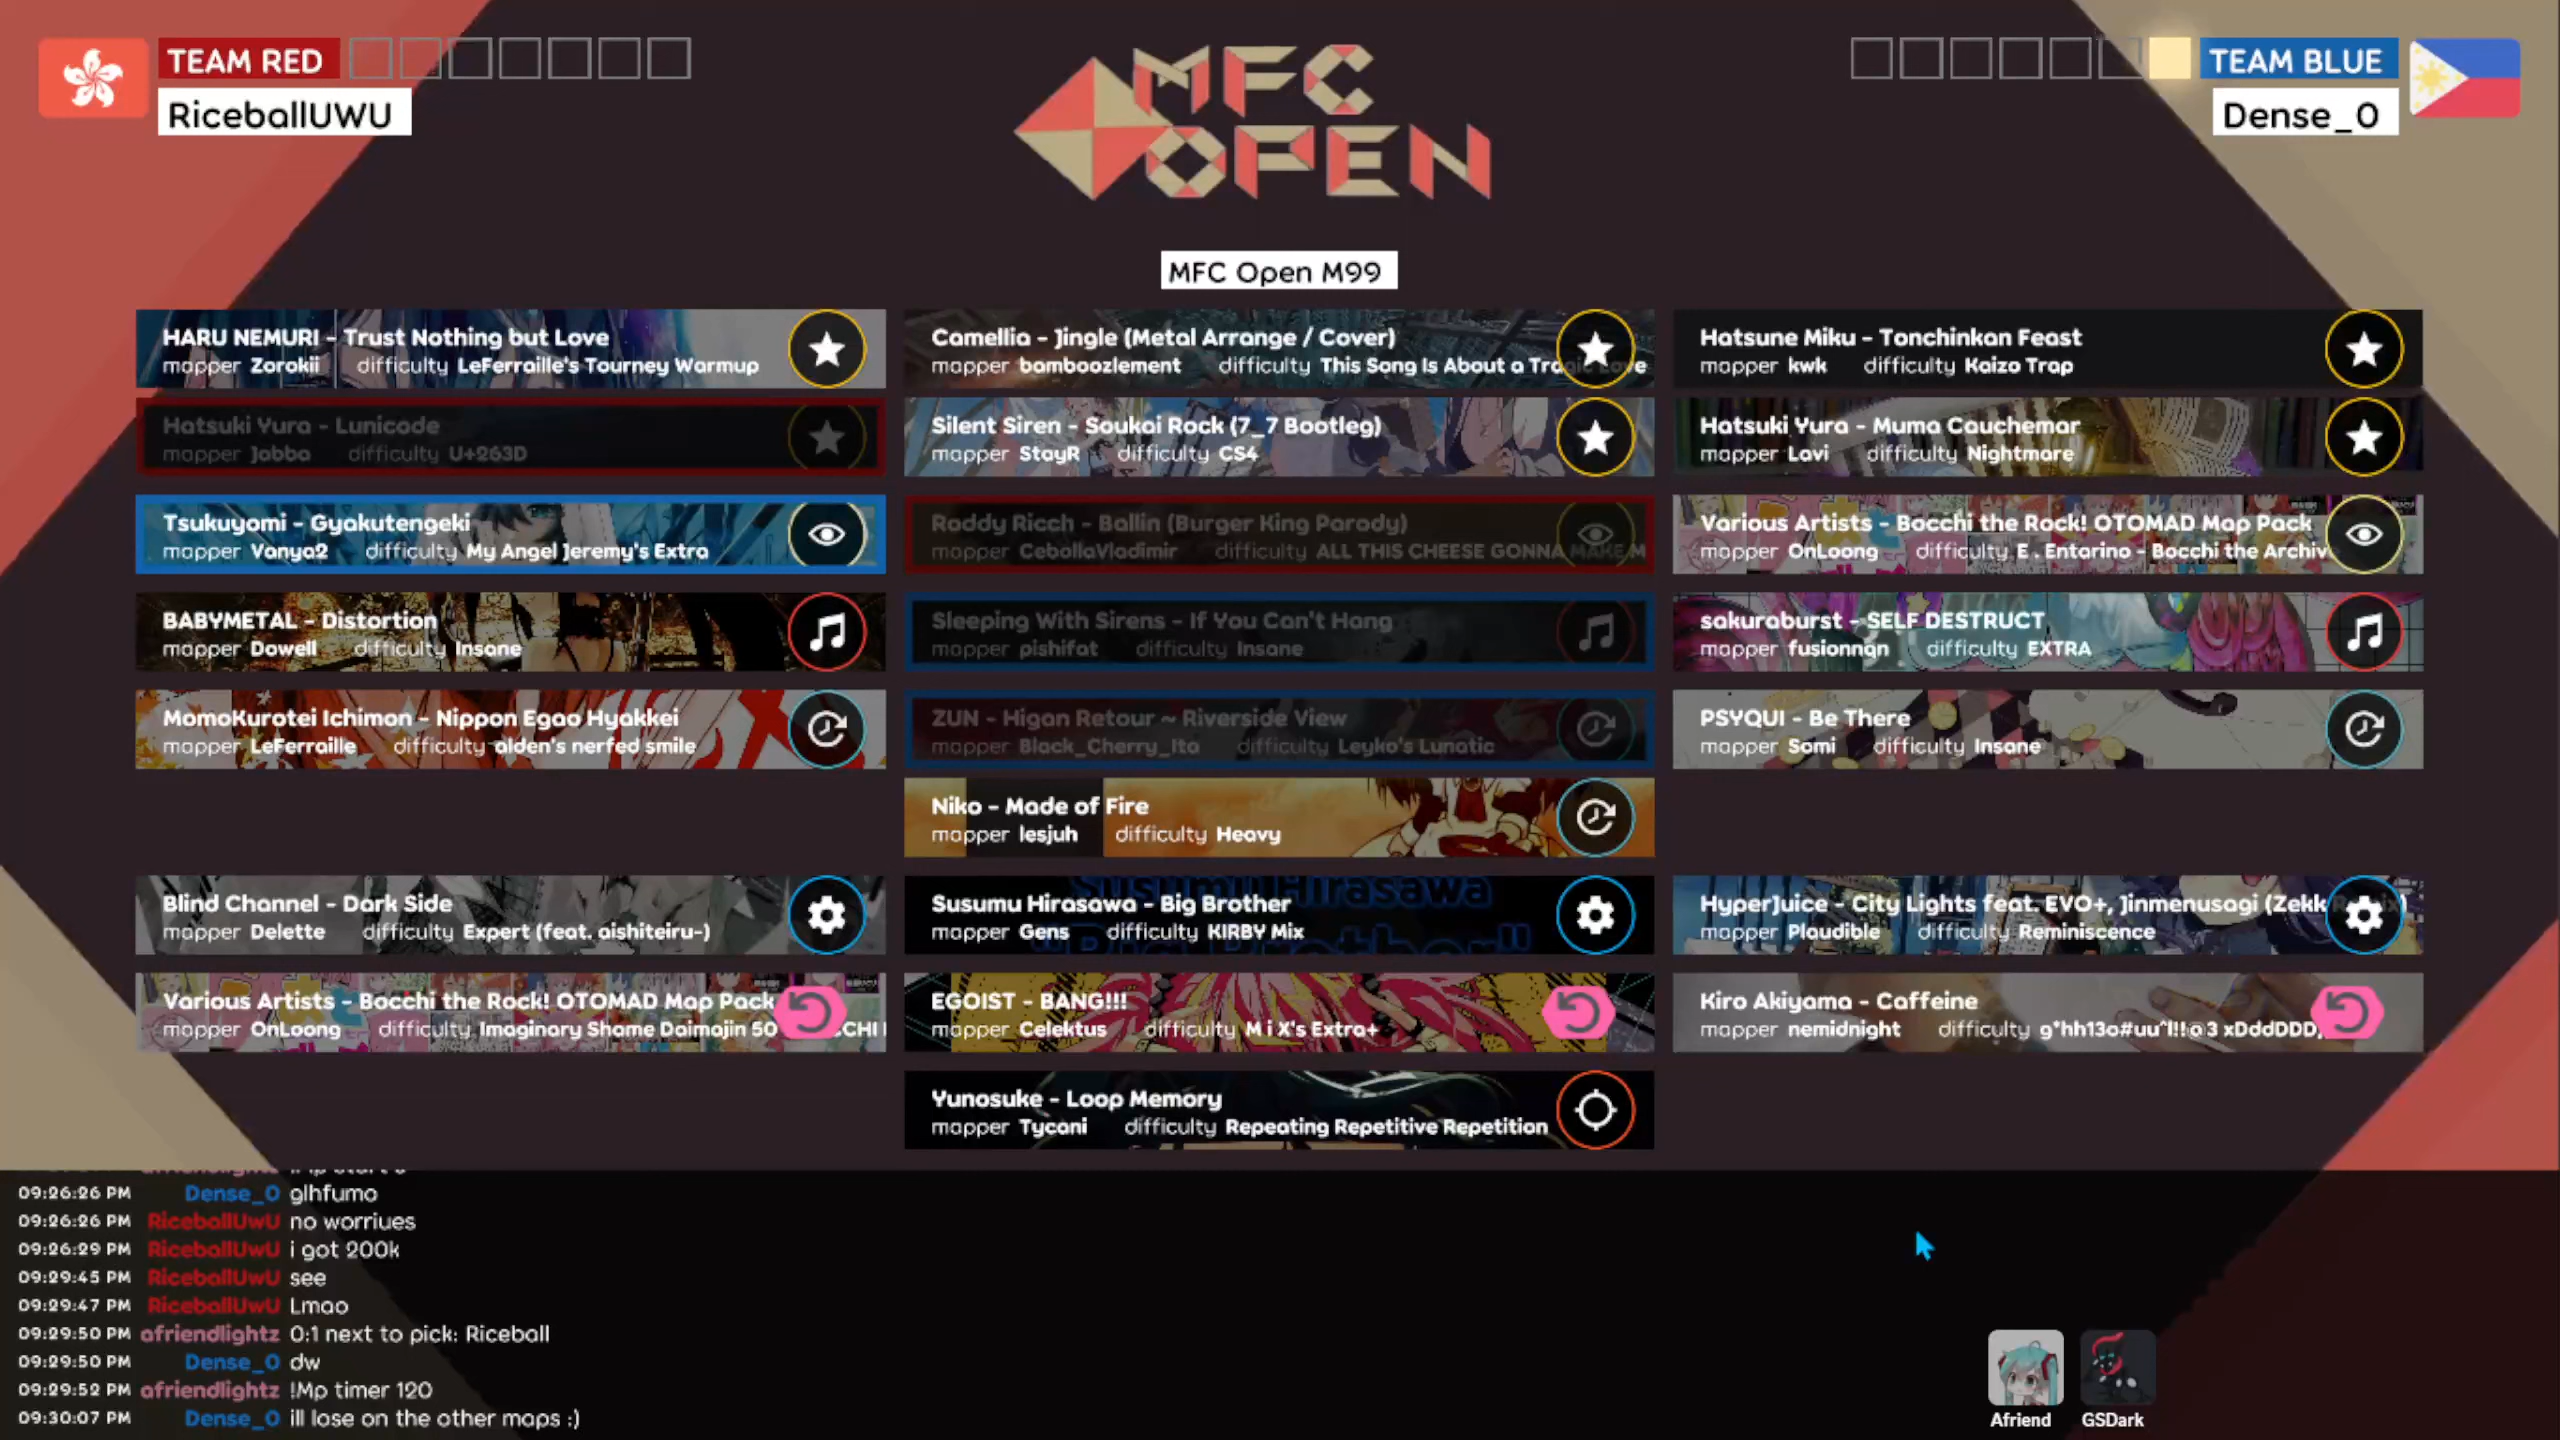 TEAM RED
RiceballUWU
MFC
OPEN
TEAM BLUE
Dense_0
MFC Open M99
HARU NEMURI - Trust Nothing but Love
mapper Zorokii difficulty LeFerraille's Tourney Warmup
Camellia - Jingle (Metal Arrange / Cover)
mapper bamboozlement difficulty This Song Is About a Tragic Love
Hatsune Miku - Tonchinkan Feast
mapper kwk difficulty Kaizo Trap
Hatsuki Yura - Lunicode
mapper Jabba difficulty U+263D
Silent Siren - Soukai Rock (7_7 Bootleg)
mapper StayR difficulty CS4
Hatsuki Yura - Muma Cauchemar
mapper Lavi difficulty Nightmare
Tsukuyomi - Gyakutengeki
mapper Vanya2 difficulty My Angel Jeremy's Extra
Roddy Ricch - Ballin (Burger King Parody)
mapper CebollaVladimir difficulty ALL THIS CHEESE GONNA MAKE M
Various Artists - Bocchi the Rock! OTOMAD Map Pack
mapper OnLoong difficulty E . Entarino - Bocchi the Archiv
BABYMETAL - Distortion
mapper Dowell difficulty Insane
Sleeping With Sirens - If You Can't Hang
mapper pishifat difficulty Insane
sakuraburst - SELF DESTRUCT
mapper fusionnqn difficulty EXTRA
MomoKurotei Ichimon - Nippon Egao Hyakkei
mapper LeFerraille difficulty alden's nerfed smile
ZUN - Higan Retour ~ Riverside View
mapper Black_Cherry_Ito difficulty Leyko's Lunatic
PSYQUI - Be There
mapper Somi difficulty Insane
Niko - Made of Fire
mapper lesjuh difficulty Heavy
Blind Channel - Dark Side
mapper Delette difficulty Expert (feat. aishiteiru-)
Susumu Hirasawa - Big Brother
mapper Gens difficulty KIRBY Mix
Susumu Hirasawa
"Big Brother"
HyperJuice - City Lights feat. EVO+, Jinmenusagi (Zekk
mapper Plaudible difficulty Reminiscence
Various Artists - Bocchi the Rock! OTOMAD Map Pack
mapper OnLoong difficulty Imaginary Shame Daimajin 50 CHI
EGOIST - BANG!!!
mapper Celektus difficulty M i X's Extra+
Kiro Akiyama - Caffeine
mapper nemidnight difficulty g*hh13o#uu^l!!@3 xDddDDD,
Yunosuke - Loop Memory
mapper Tycani difficulty Repeating Repetitive Repetition
09:26:26 PM Dense_0 glhfumo
09:26:26 PM RiceballUwU no worriues
09:26:29 PM RiceballUwU i got 200k
09:29:45 PM RiceballUwU see
09:29:47 PM RiceballUwU Lmao
09:29:50 PM afriendlightz 0:1 next to pick: Riceball
09:29:50 PM Dense_0 dw
09:29:52 PM afriendlightz !Mp timer 120
09:30:07 PM Dense_0 ill lose on the other maps :)
Afriend
GSDark